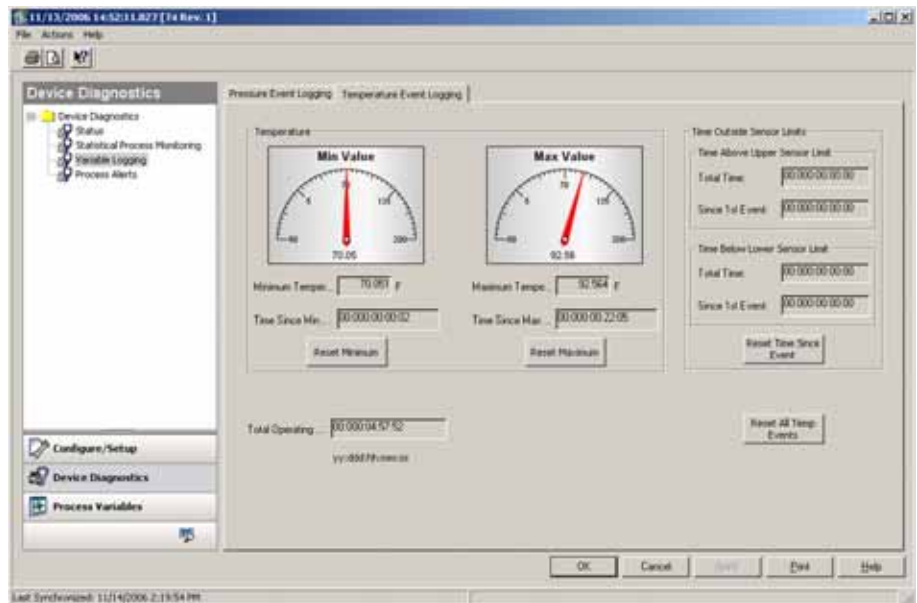 11/13/2006 14:52:11.827 [T4 Rev. 1]
File Actions Help
Device Diagnostics
Device Diagnostics
Status
Statistical Process Monitoring
Variable Logging
Process Alerts
Configure/Setup
Device Diagnostics
Process Variables
Pressure Event Logging
Temperature Event Logging
Temperature
Min Value
70.05
Minimum Temper... 70.051 F
Time Since Min... 00:000:00:00:02
Reset Minimum
Max Value
92.56
Maximum Tempe... 92.564 F
Time Since Max ... 00:000:00:22:05
Reset Maximum
Time Outside Sensor Limits
Time Above Upper Sensor Limit
Total Time: 00:000:00:00:00
Since 1st Event: 00:000:00:00:00
Time Below Lower Sensor Limit
Total Time: 00:000:00:00:00
Since 1st Event: 00:000:00:00:00
Reset Time Since
Event
Total Operating ... 00:000:04:57:52
yy:ddd:hh:mm:ss
Reset All Temp
Events
OK Cancel Print Help
Last Synchronized: 11/14/2006 2:19:54 PM